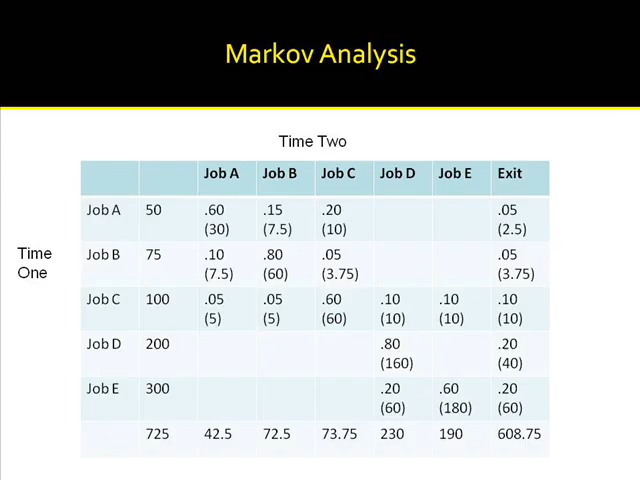 Markov Analysis
Time Two
Job A Job B Job C Job D Job E Exit
Job A 50 .60 .15 .20 .05
(30) (7.5) (10) (2.5)
Time
One
Job B 75 .10 .80 .05 .05
(7.5) (60) (3.75) (3.75)
Job C 100 .05 .05 .60 .10 .10 .10
(5) (5) (60) (10) (10) (10)
Job D 200 .80 .20
(160) (40)
Job E 300 .20 .60 .20
(60) (180) (60)
725 42.5 72.5 73.75 230 190 608.75